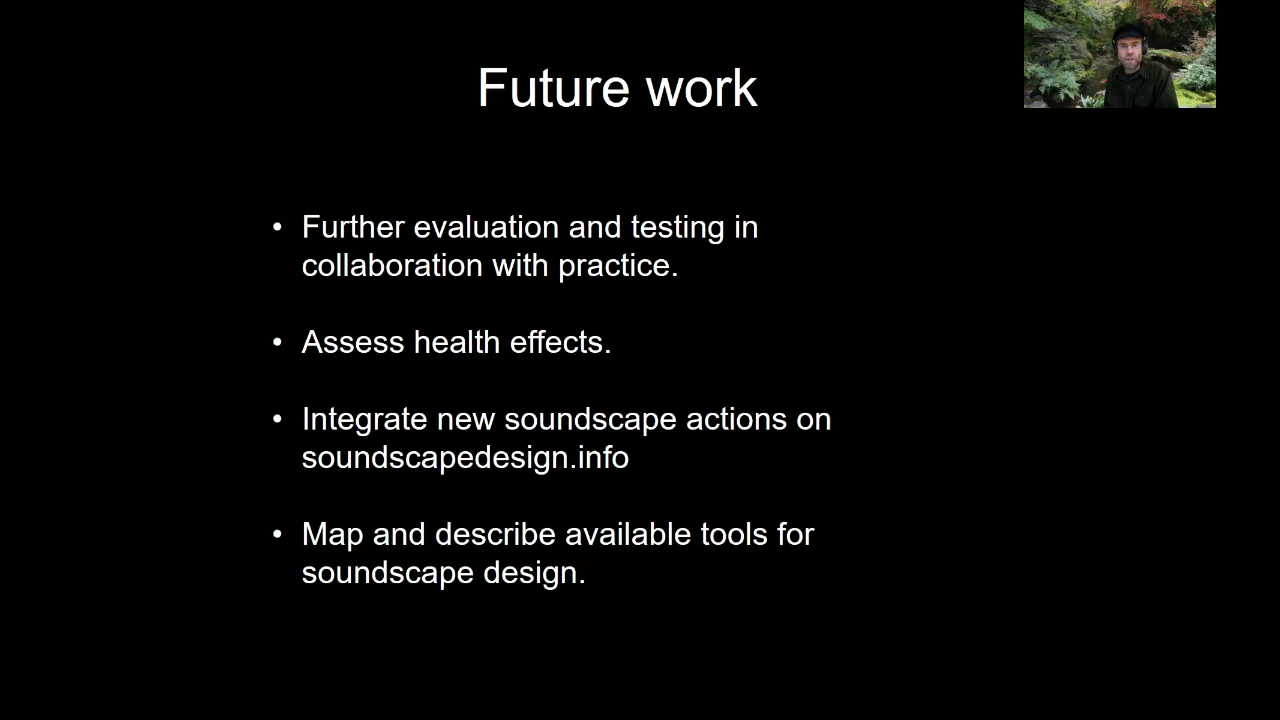 Future work
• Further evaluation and testing in
collaboration with practice.
• Assess health effects.
• Integrate new soundscape actions on
soundscapedesign.info
• Map and describe available tools for
soundscape design.